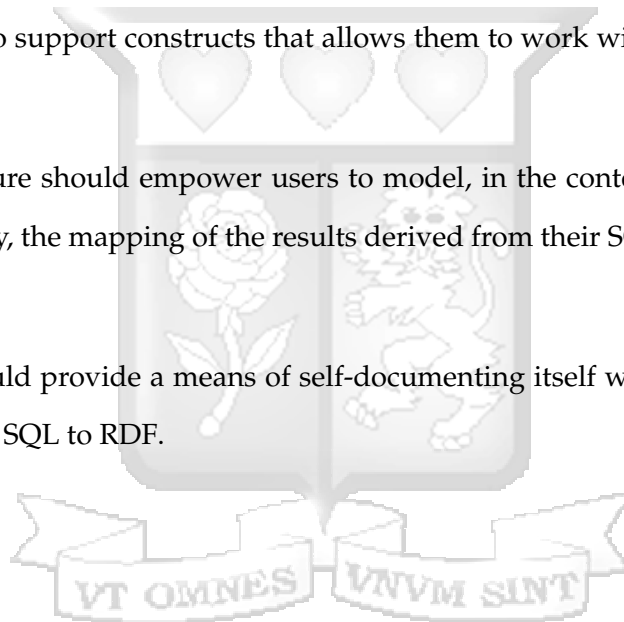 o support constructs that allows them to work wi
ure should empower users to model, in the conte
y, the mapping of the results derived from their S
uld provide a means of self-documenting itself w
SQL to RDF.
VT OMNES VNVM SINT